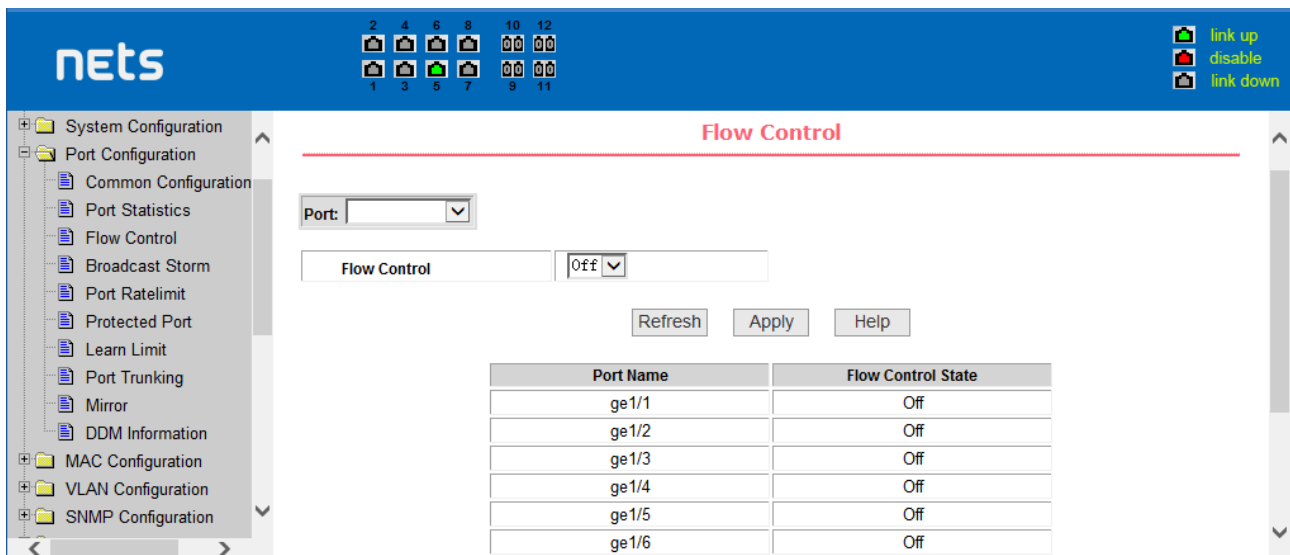 nets
2 4 6 8 10 12
1 3 5 7 9 11
link up
disable
link down
System Configuration
Port Configuration
Common Configuration
Port Statistics
Flow Control
Broadcast Storm
Port Ratelimit
Protected Port
Learn Limit
Port Trunking
Mirror
DDM Information
MAC Configuration
VLAN Configuration
SNMP Configuration
Flow Control
Port:
Flow Control Off
Refresh Apply Help
Port Name Flow Control State
ge1/1 Off
ge1/2 Off
ge1/3 Off
ge1/4 Off
ge1/5 Off
ge1/6 Off